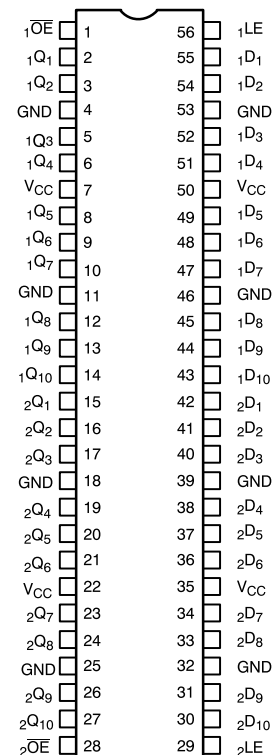 1OE 1 56 1LE
1Q1 2 55 1D1
1Q2 3 54 1D2
GND 4 53 GND
1Q3 5 52 1D3
1Q4 6 51 1D4
VCC 7 50 VCC
1Q5 8 49 1D5
1Q6 9 48 1D6
1Q7 10 47 1D7
GND 11 46 GND
1Q8 12 45 1D8
1Q9 13 44 1D9
1Q10 14 43 1D10
2Q1 15 42 2D1
2Q2 16 41 2D2
2Q3 17 40 2D3
GND 18 39 GND
2Q4 19 38 2D4
2Q5 20 37 2D5
2Q6 21 36 2D6
VCC 22 35 VCC
2Q7 23 34 2D7
2Q8 24 33 2D8
GND 25 32 GND
2Q9 26 31 2D9
2Q10 27 30 2D10
2OE 28 29 2LE